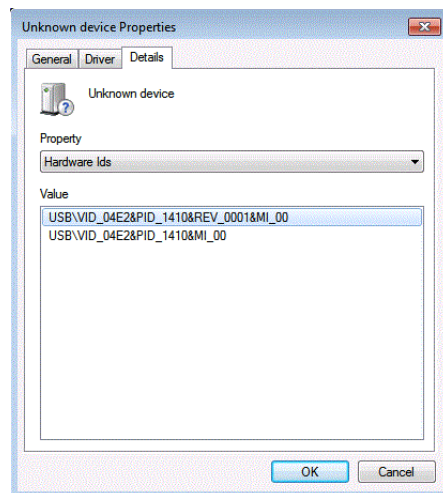 Unknown device Properties
General Driver Details
Unknown device
Property
Hardware Ids
Value
USB\VID_04E2&PID_1410&REV_0001&MI_00
USB\VID_04E2&PID_1410&MI_00
OK Cancel